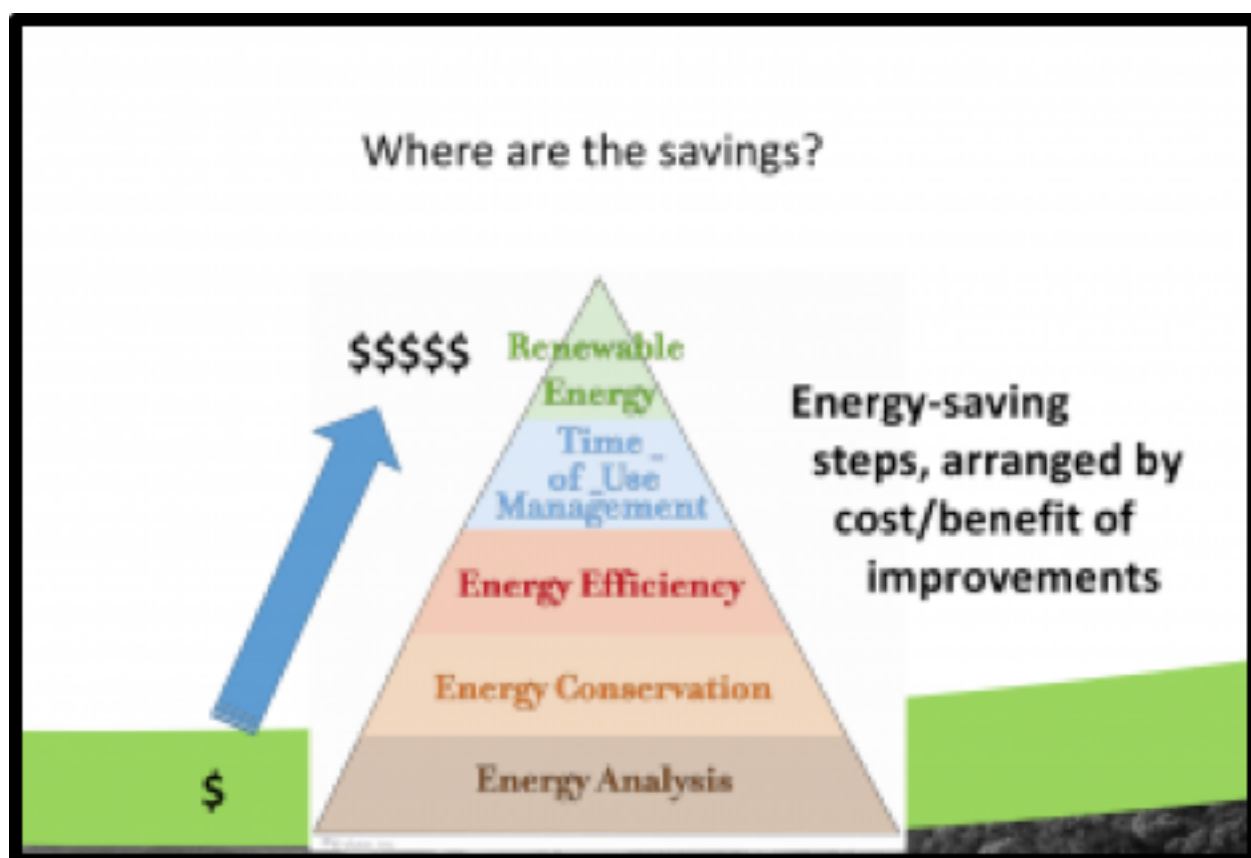 Where are the savings?
$$$$$
Renewable
Energy
Time _
of _Use
Management
Energy Efficiency
Energy Conservation
Energy Analysis
$
Energy-saving
steps, arranged by
cost/benefit of
improvements